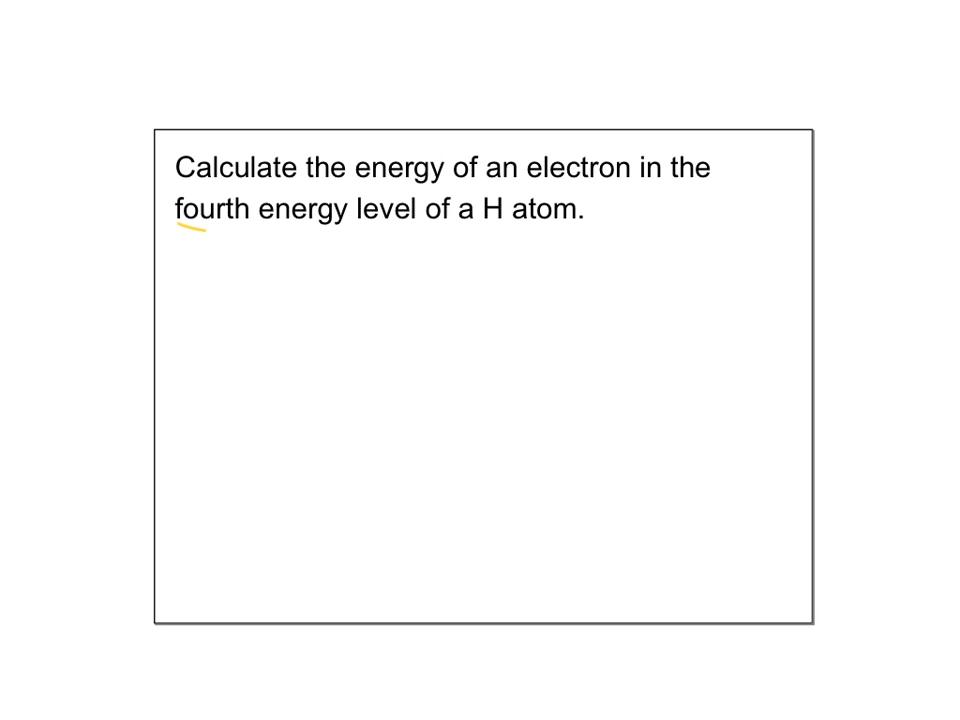 Calculate the energy of an electron in the
fourth energy level of a H atom.